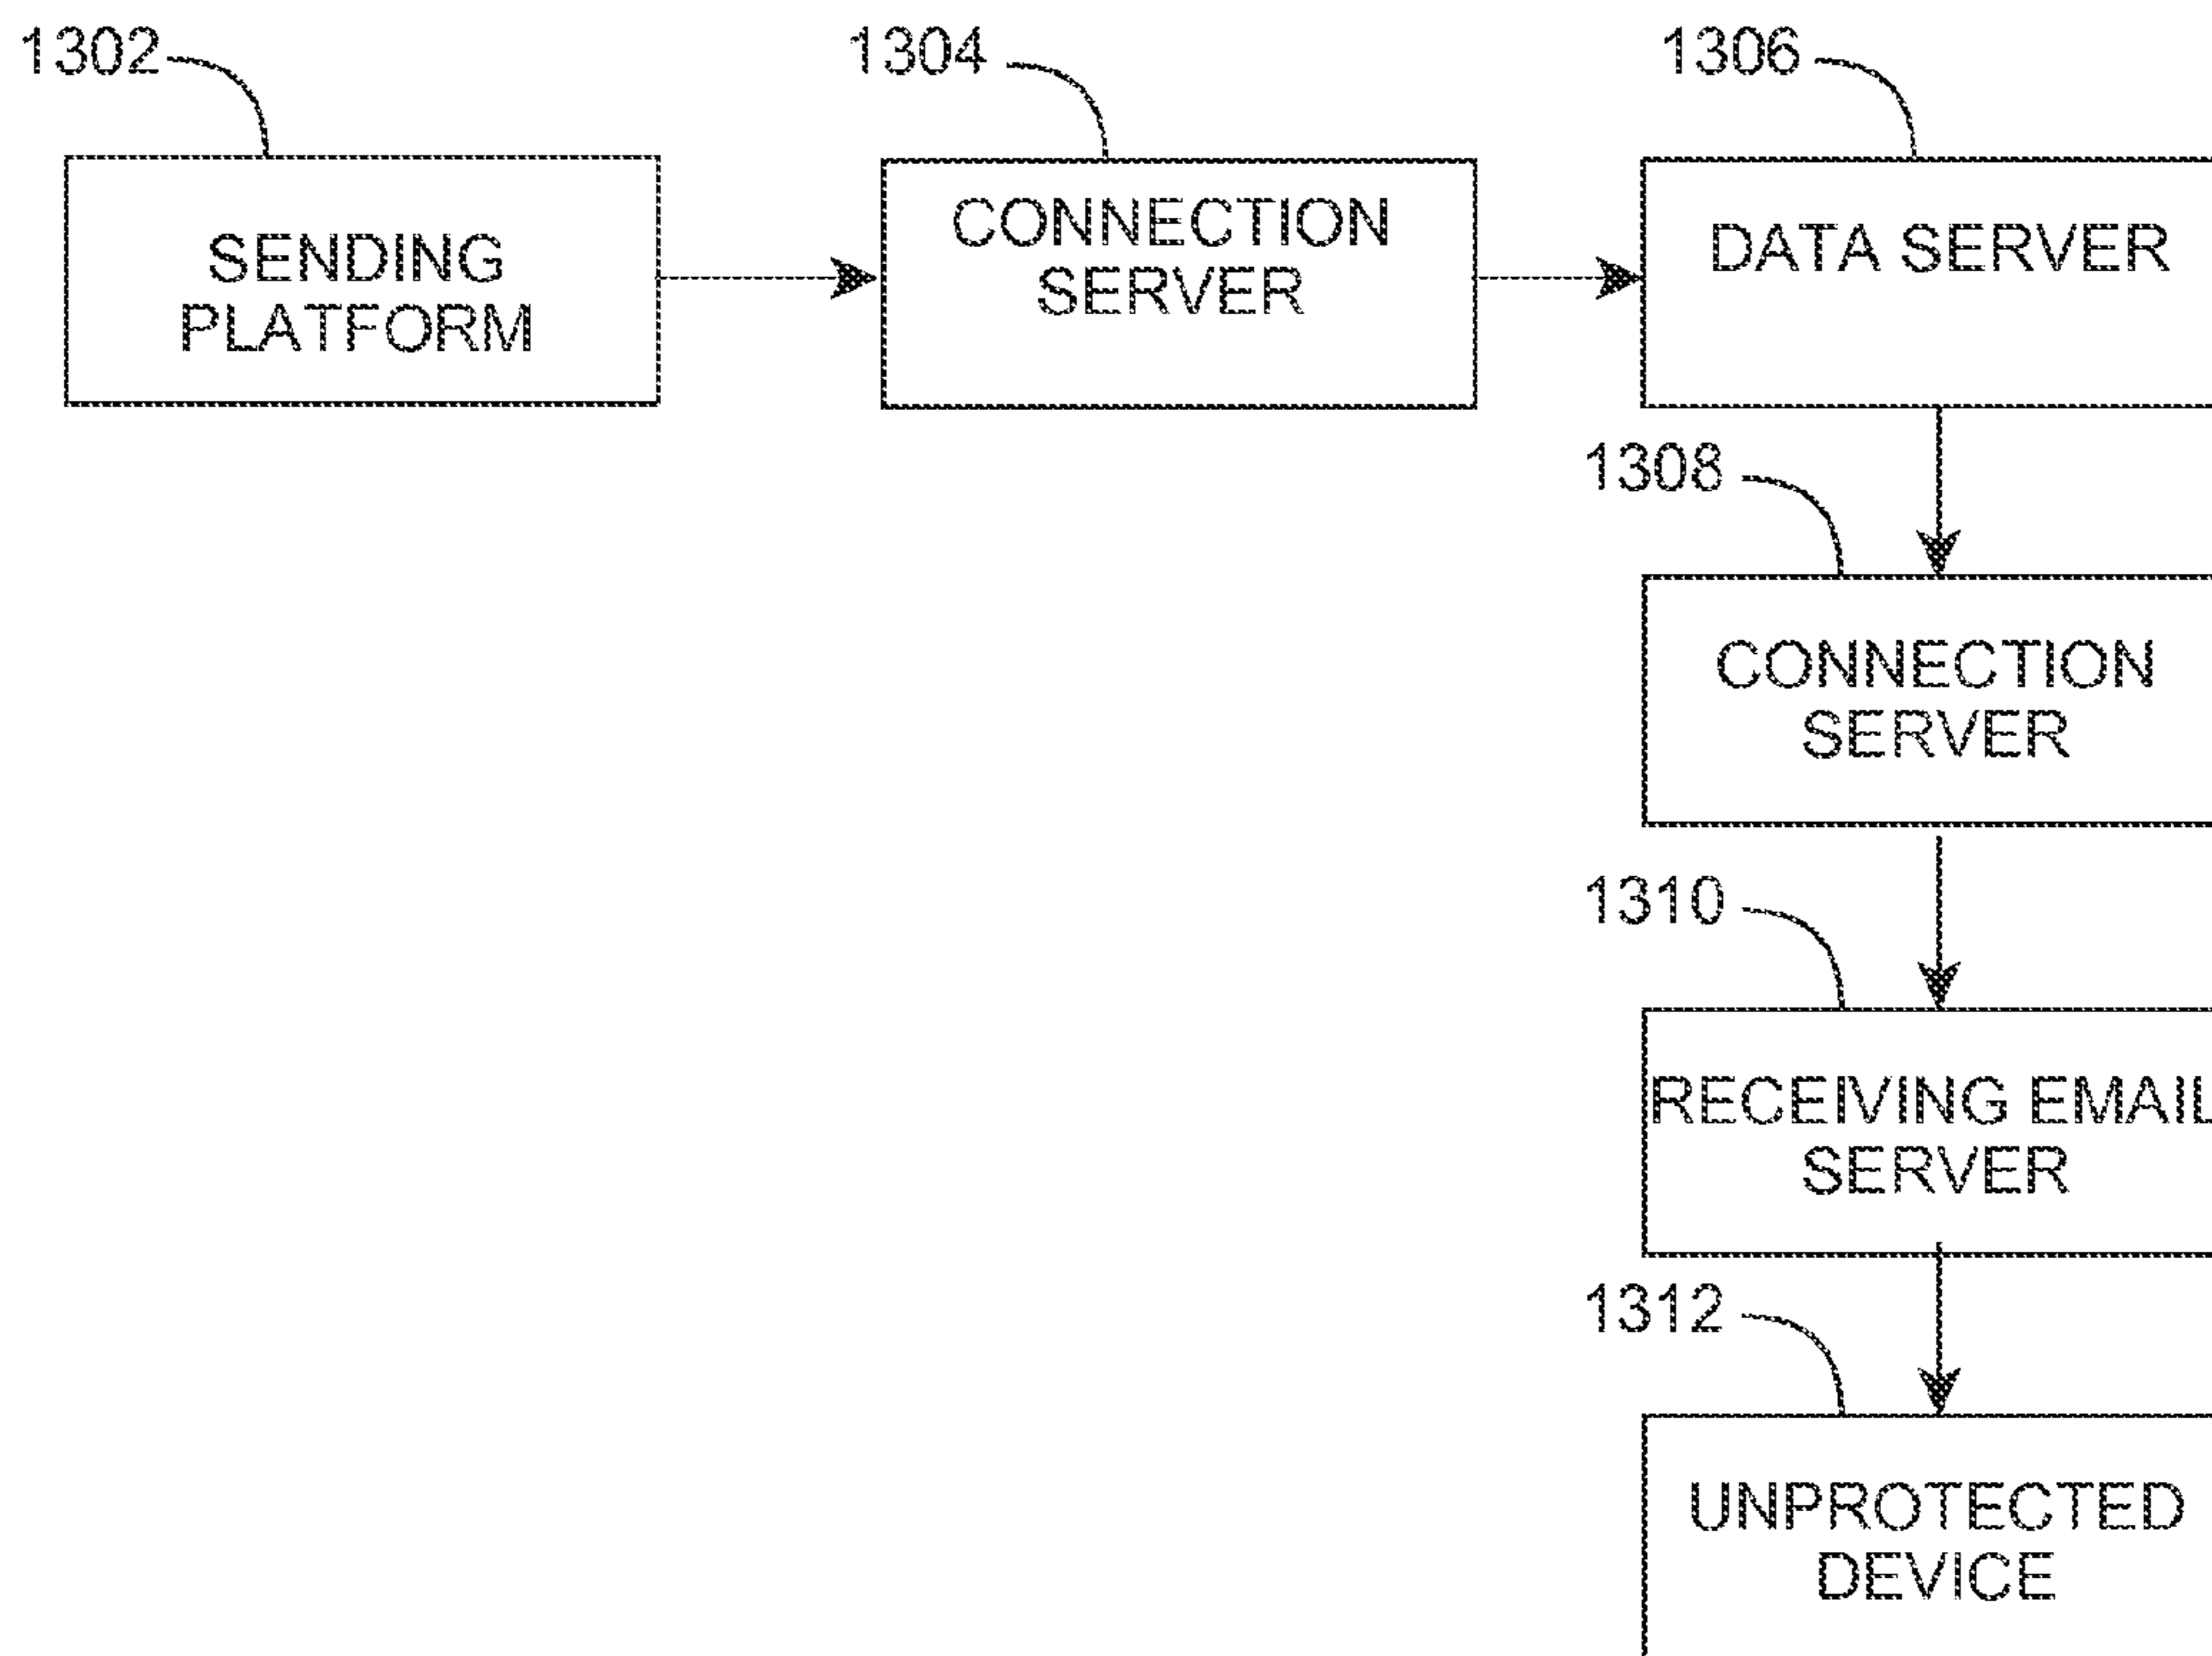 1302
1304
1306
SENDING
PLATFORM
CONNECTION
SERVER
DATA SERVER
1308
CONNECTION
SERVER
1310
RECEIVING EMAIL
SERVER
1312
UNPROTECTED
DEVICE